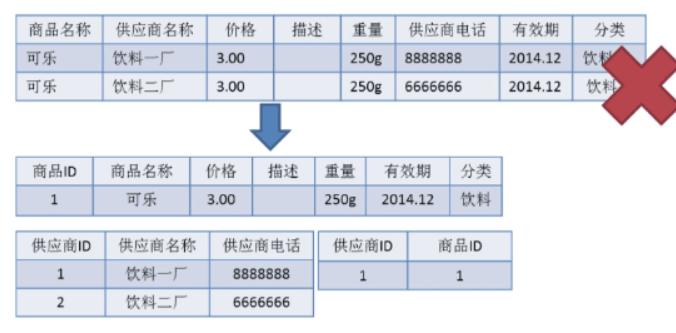 商品名称 供应商名称 价格 描述 重量 供应商电话 有效期 分类
可乐 饮料一厂 3.00 250g 8888888 2014.12 饮料
可乐 饮料二厂 3.00 250g 6666666 2014.12 饮料
商品ID 商品名称 价格 描述 重量 有效期 分类
1 可乐 3.00 250g 2014.12 饮料
供应商ID 供应商名称 供应商电话 供应商ID 商品ID
1 饮料一厂 8888888 1 1
2 饮料二厂 6666666